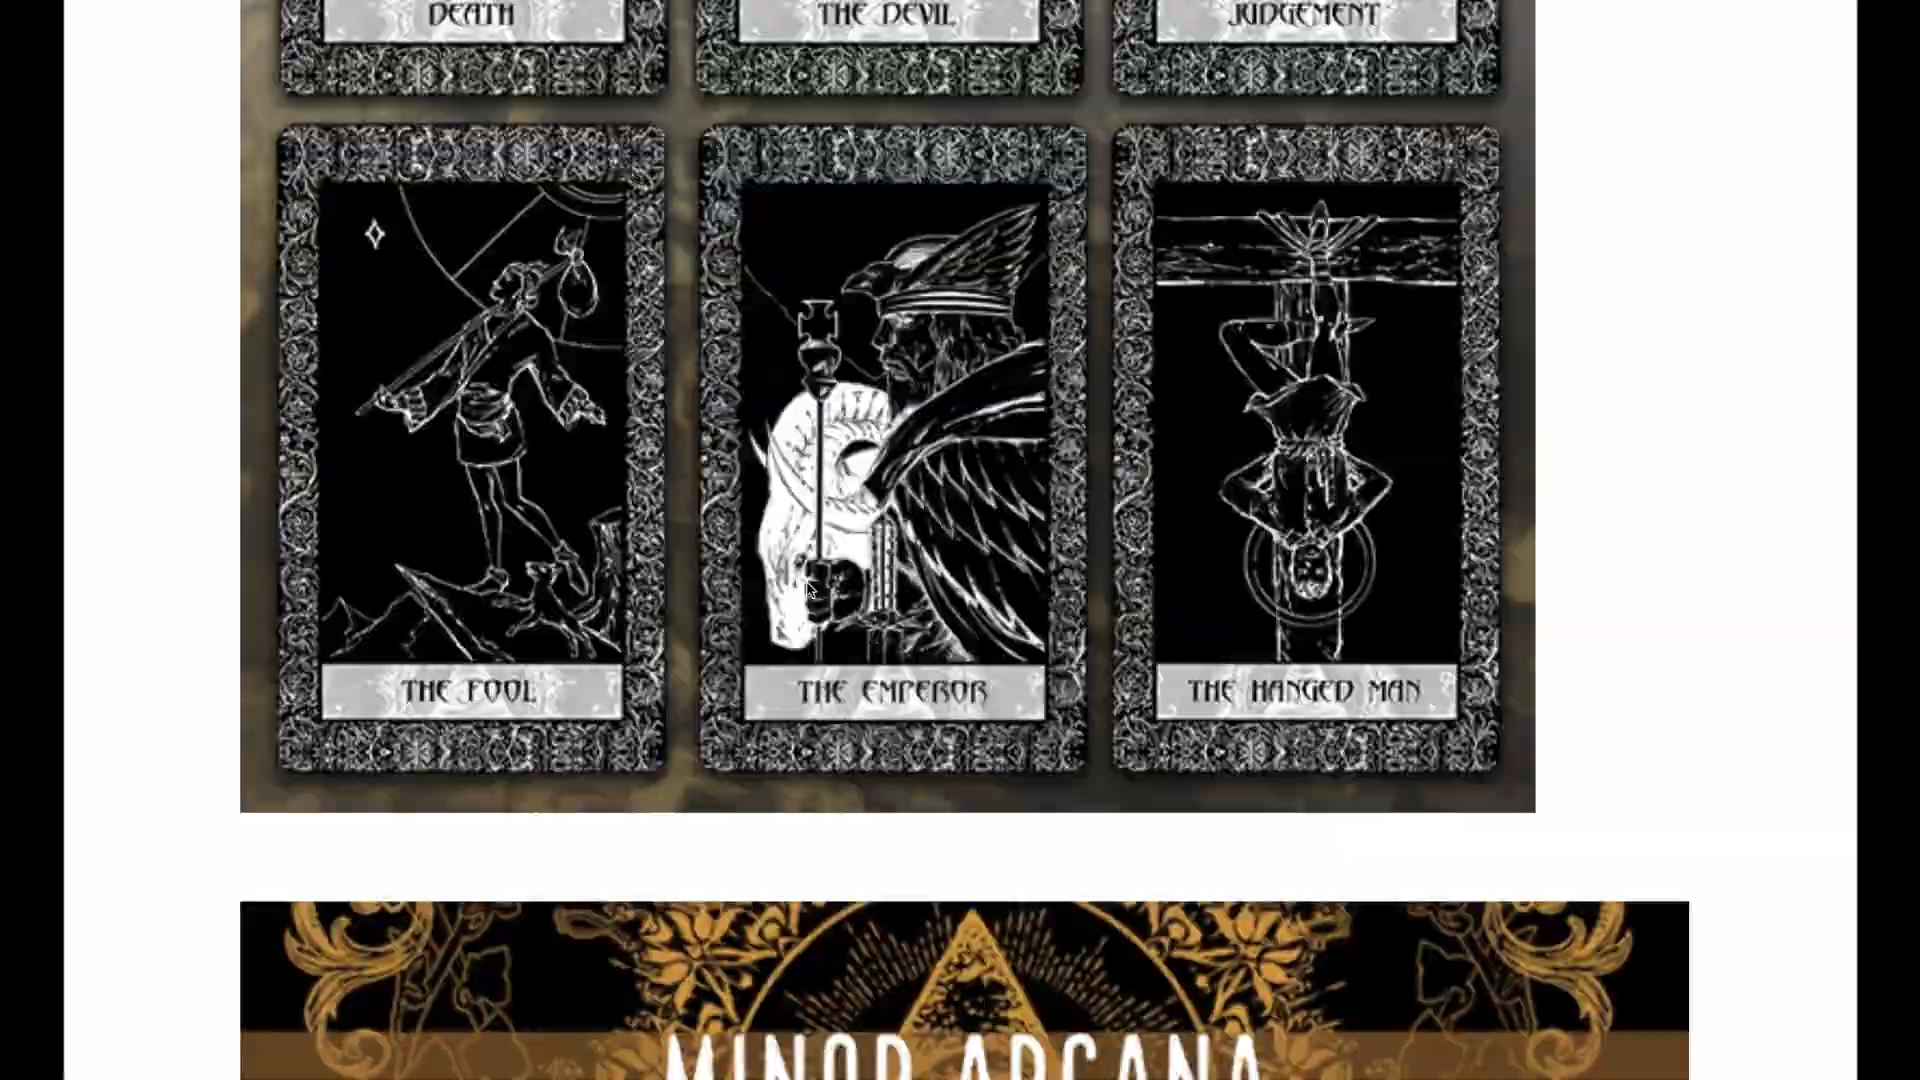 DEATH
THE DEVIL
JUDGEMENT
THE FOOL
THE EMPEROR
THE HANGED MAN
MINOR ARCANA